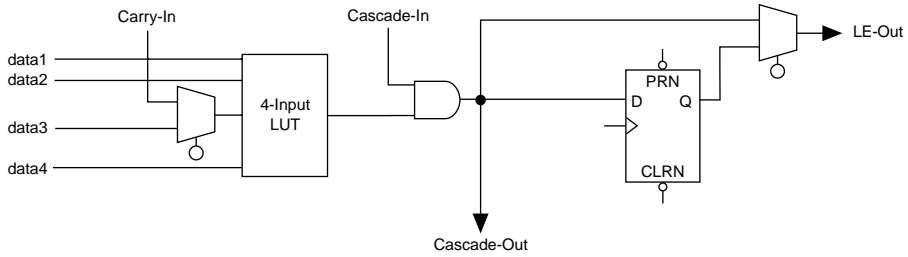 Carry-In
Cascade-In
LE-Out
data1
data2
PRN
4-Input
LUT
D
Q
data3
data4
CLRN
Cascade-Out